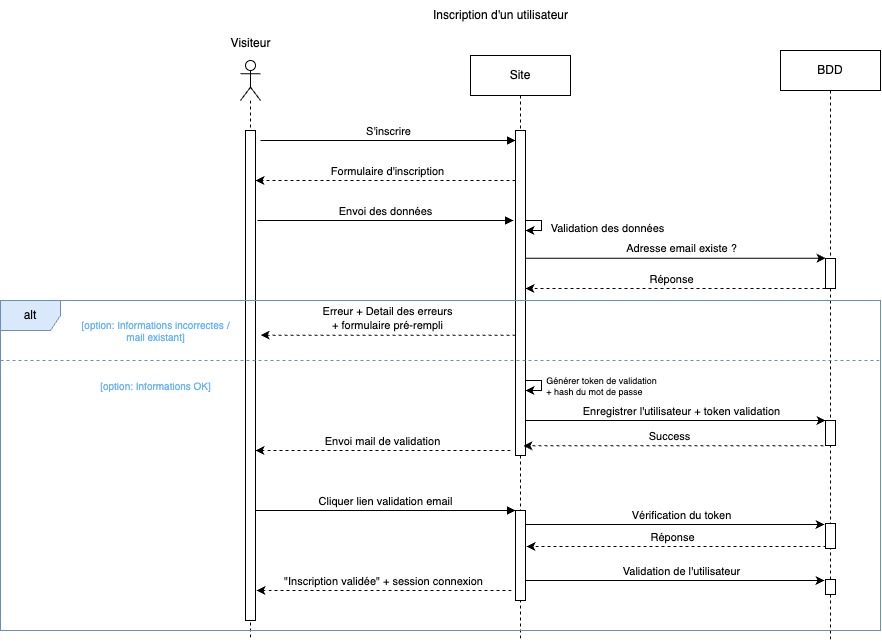 Inscription d'un utilisateur
Visiteur
Site
BDD
S'inscrire
Formulaire d'inscription
Envoi des données
Validation des données
Adresse email existe ?
Réponse
alt
[option: Informations incorrectes /
mail existant]
Erreur + Detail des erreurs
+ formulaire pré-rempli
[option: Informations OK]
Générer token de validation
+ hash du mot de passe
Enregistrer l'utilisateur + token validation
Success
Envoi mail de validation
Cliquer lien validation email
Vérification du token
Réponse
Validation de l'utilisateur
"Inscription validée" + session connexion